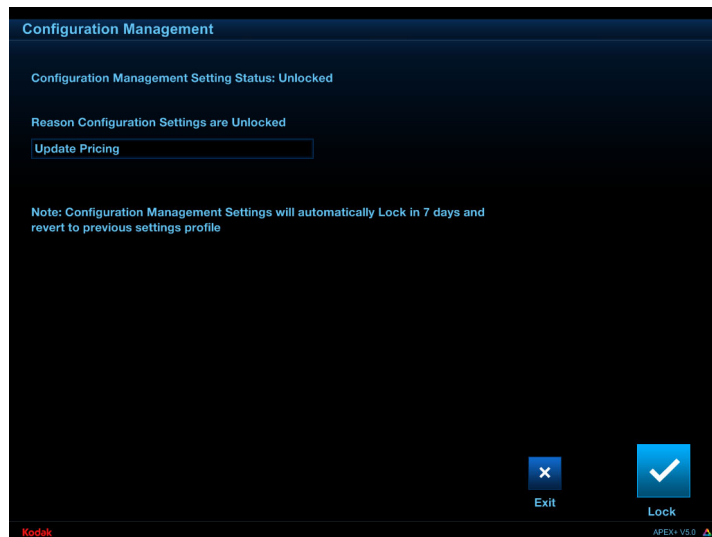 Configuration Management
Configuration Management Setting Status: Unlocked
Reason Configuration Settings are Unlocked
Update Pricing
Note: Configuration Management Settings will automatically Lock in 7 days and
revert to previous settings profile
Exit
Lock
Kodak
APEX+ V5.0